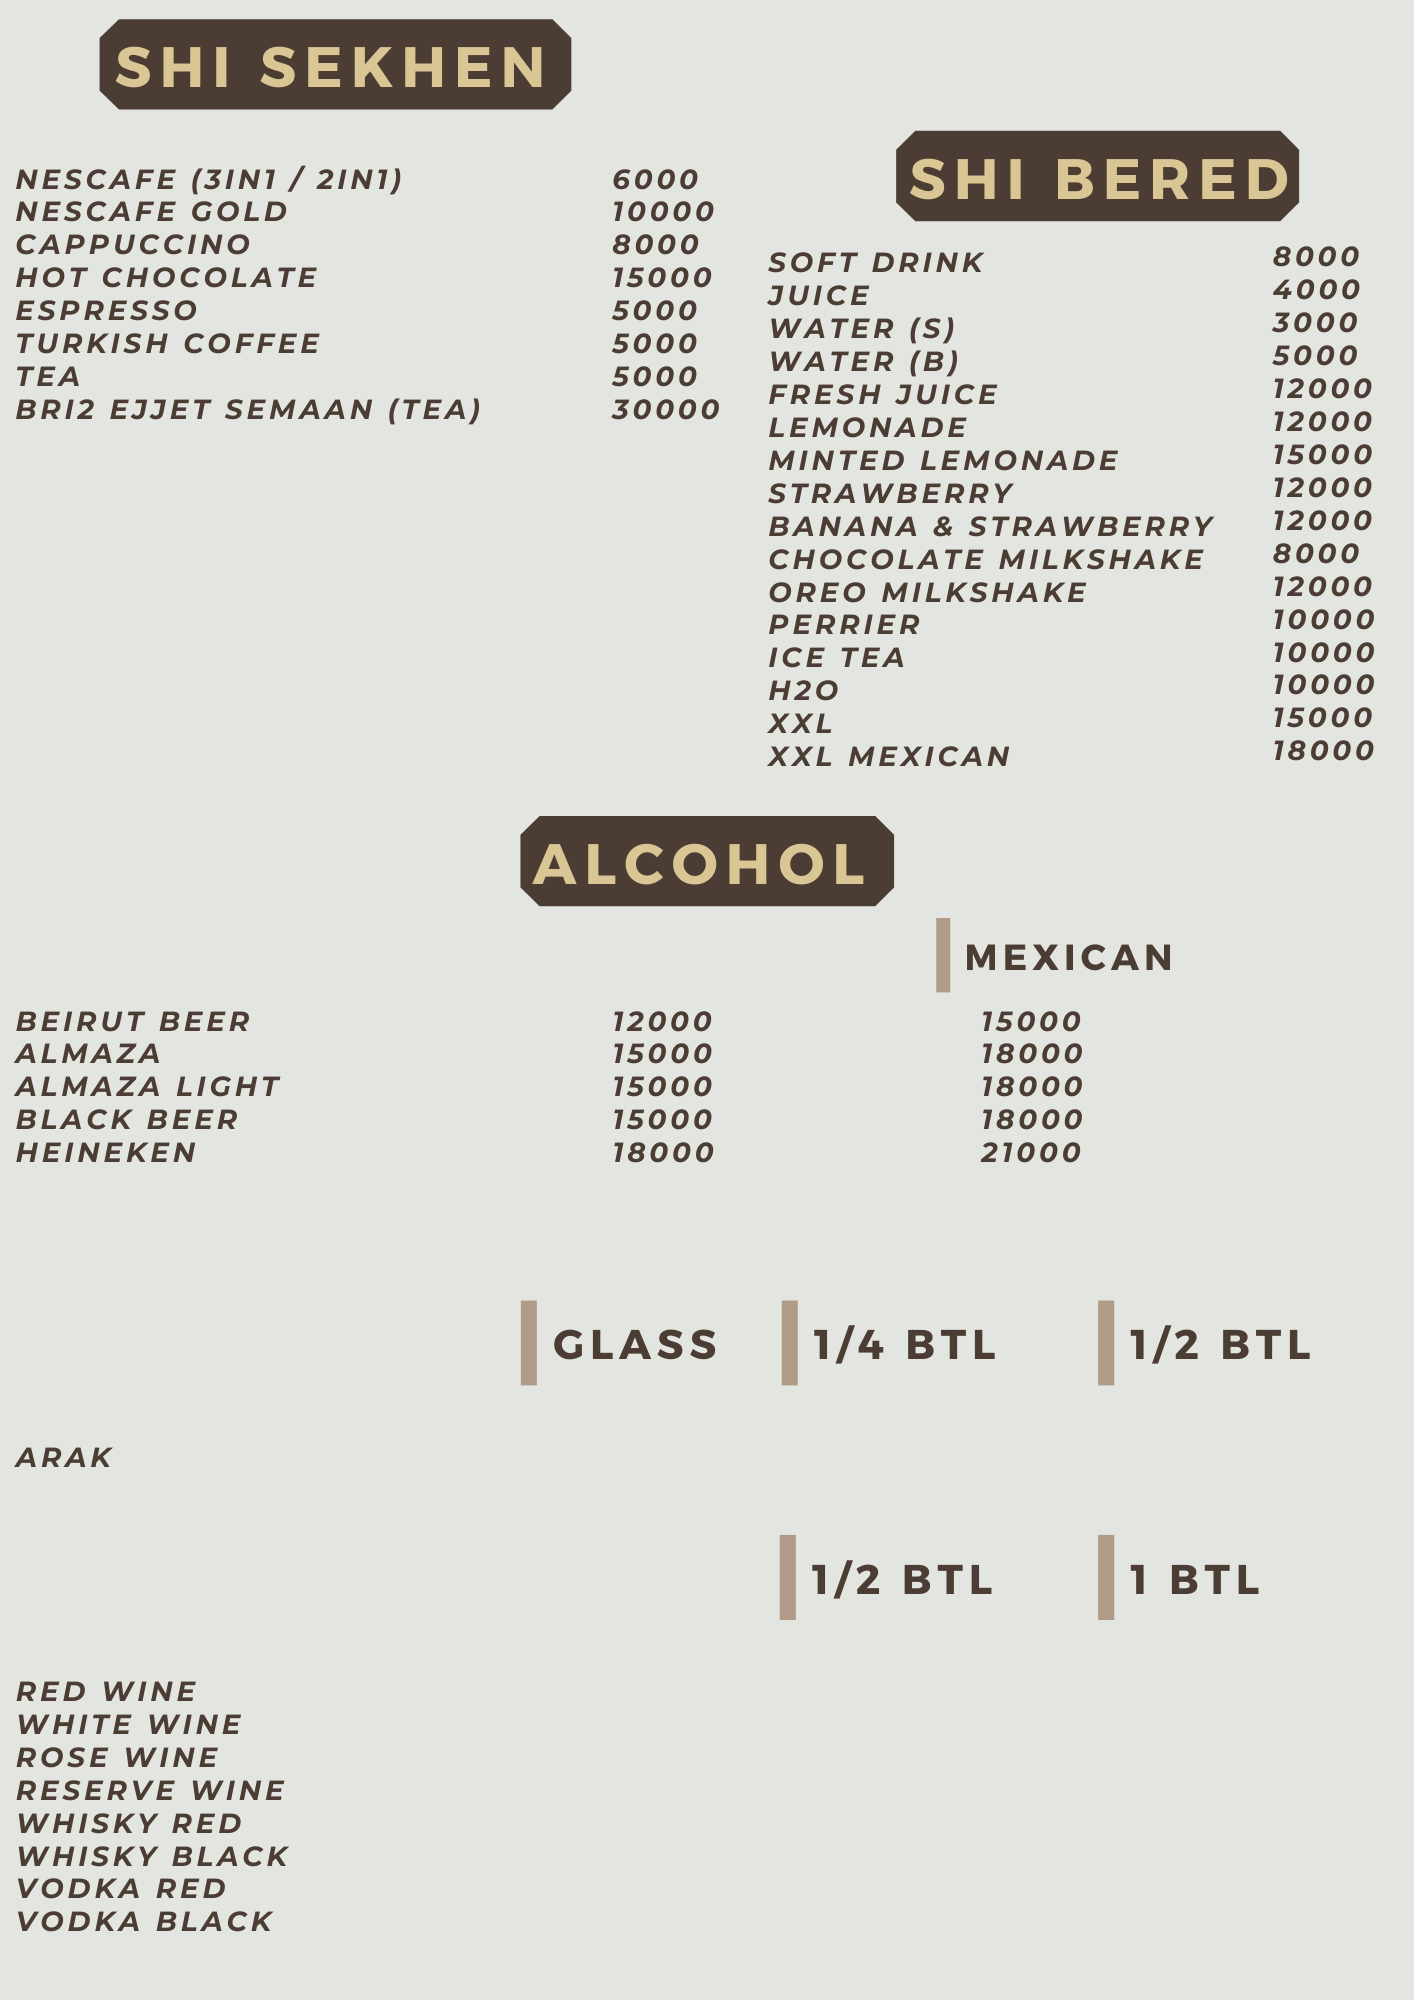 SHI SEKHEN
NESCAFE (3IN1 / 2IN1) 6000
NESCAFE GOLD 10000
CAPPUCCINO 8000
HOT CHOCOLATE 15000
ESPRESSO 5000
TURKISH COFFEE 5000
TEA 5000
BRI2 EJJET SEMAAN (TEA) 30000
SHI BERED
SOFT DRINK 8000
JUICE 4000
WATER (S) 3000
WATER (B) 5000
FRESH JUICE 12000
LEMONADE 12000
MINTED LEMONADE 15000
STRAWBERRY 12000
BANANA & STRAWBERRY 12000
CHOCOLATE MILKSHAKE 8000
OREO MILKSHAKE 12000
PERRIER 10000
ICE TEA 10000
H2O 10000
XXL 15000
XXL MEXICAN 18000
ALCOHOL
MEXICAN
BEIRUT BEER 12000 15000
ALMAZA 15000 18000
ALMAZA LIGHT 15000 18000
BLACK BEER 15000 18000
HEINEKEN 18000 21000
GLASS 1/4 BTL 1/2 BTL
ARAK
1/2 BTL 1 BTL
RED WINE
WHITE WINE
ROSE WINE
RESERVE WINE
WHISKY RED
WHISKY BLACK
VODKA RED
VODKA BLACK